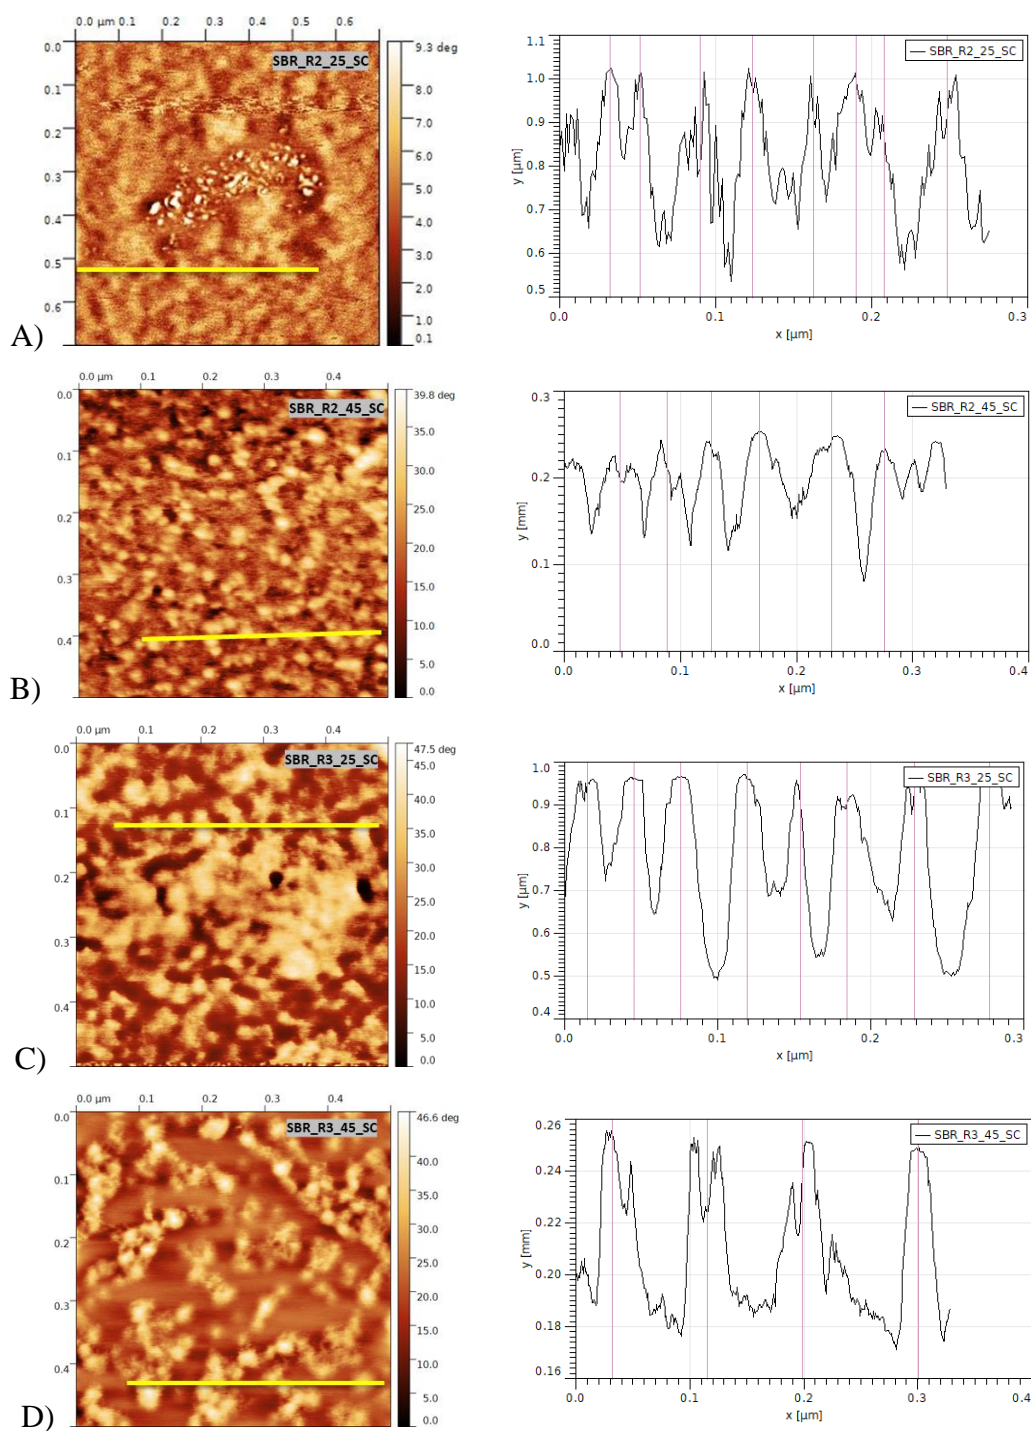 0.0 µm 0.1 0.2 0.3 0.4 0.5 0.6
0.0
0.1
0.2
0.3
0.4
0.5
0.6
SBR_R2_25_SC
9.3 deg
8.0
7.0
6.0
5.0
4.0
3.0
2.0
1.0
0.1
A)
1.1
1.0
0.9
0.8
0.7
0.6
0.5
y [µm]
SBR_R2_25_SC
0.0 0.1 0.2 0.3
x [µm]
0.0 µm 0.1 0.2 0.3 0.4
0.0
0.1
0.2
0.3
0.4
SBR_R2_45_SC
39.8 deg
35.0
30.0
25.0
20.0
15.0
10.0
5.0
0.0
B)
0.3
0.2
0.1
0.0
y [mm]
SBR_R2_45_SC
0.0 0.1 0.2 0.3 0.4
x [µm]
0.0 µm 0.1 0.2 0.3 0.4
0.0
0.1
0.2
0.3
0.4
SBR_R3_25_SC
47.5 deg
45.0
40.0
35.0
30.0
25.0
20.0
15.0
10.0
5.0
0.0
C)
1.0
0.9
0.8
0.7
0.6
0.5
0.4
y [µm]
SBR_R3_25_SC
0.0 0.1 0.2 0.3
x [µm]
0.0 µm 0.1 0.2 0.3 0.4
0.0
0.1
0.2
0.3
0.4
SBR_R3_45_SC
46.6 deg
40.0
35.0
30.0
25.0
20.0
15.0
10.0
5.0
0.0
D)
0.26
0.24
0.22
0.20
0.18
0.16
y [mm]
SBR_R3_45_SC
0.0 0.1 0.2 0.3 0.4
x [µm]